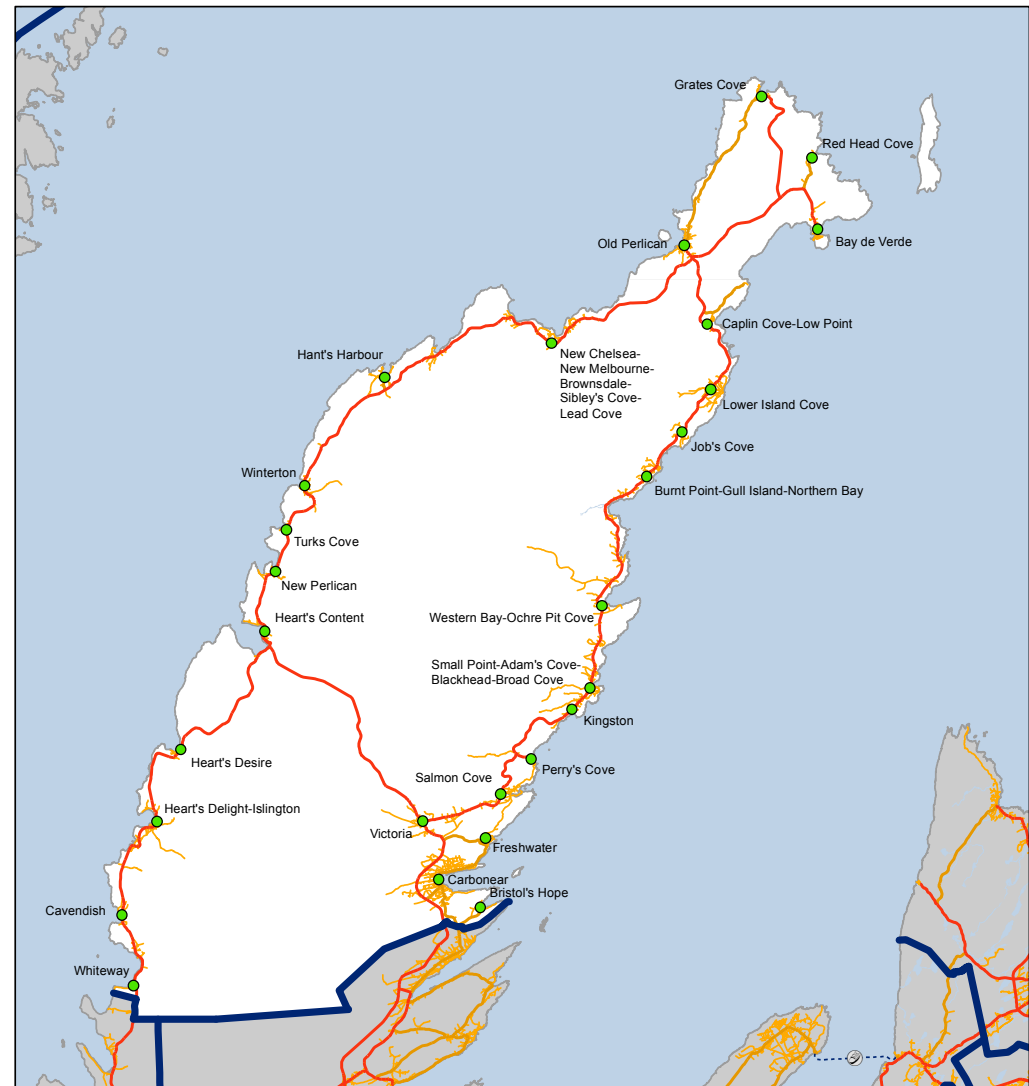 Grates Cove
Red Head Cove
Bay de Verde
Old Perlican
Caplin Cove-Low Point
New Chelsea-
New Melbourne-
Brownsdale-
Sibley's Cove-
Lead Cove
Hant's Harbour
Lower Island Cove
Job's Cove
Winterton
Burnt Point-Gull Island-Northern Bay
Turks Cove
New Perlican
Heart's Content
Western Bay-Ochre Pit Cove
Small Point-Adam's Cove-
Blackhead-Broad Cove
Kingston
Heart's Desire
Perry's Cove
Salmon Cove
Heart's Delight-Islington
Victoria
Freshwater
Carbonear
Bristol's Hope
Cavendish
Whiteway